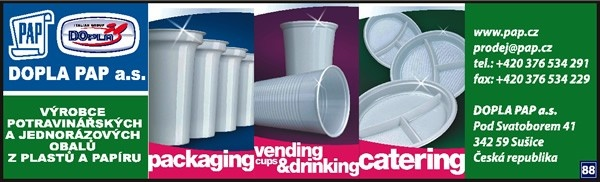 PAP
ITALIAN GROUP
DOPLA
DOPLA PAP a.s.
VÝROBCE
POTRAVINÁŘSKÝCH
A JEDNORÁZOVÝCH
OBALŮ
Z PLASTŮ A PAPÍRU
packaging
vending
cups &drinking
catering
www.pap.cz
prodej@pap.cz
tel.: +420 376 534 291
fax: +420 376 534 229
DOPLA PAP a.s.
Pod Svatoborem 41
342 59 Sušice
Česká republika
88